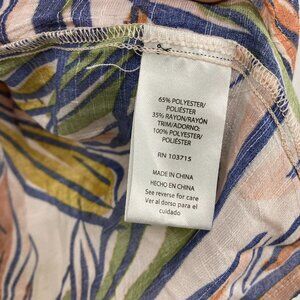 65% POLYESTER/
POLIÉSTER
35% RAYON/RAYÓN
TRIM/ADORNO:
100% POLYESTER/
POLIÉSTER
RN 103715
MADE IN CHINA
HECHO EN CHINA
See reverse for care
Ver al dorso para el
cuidado